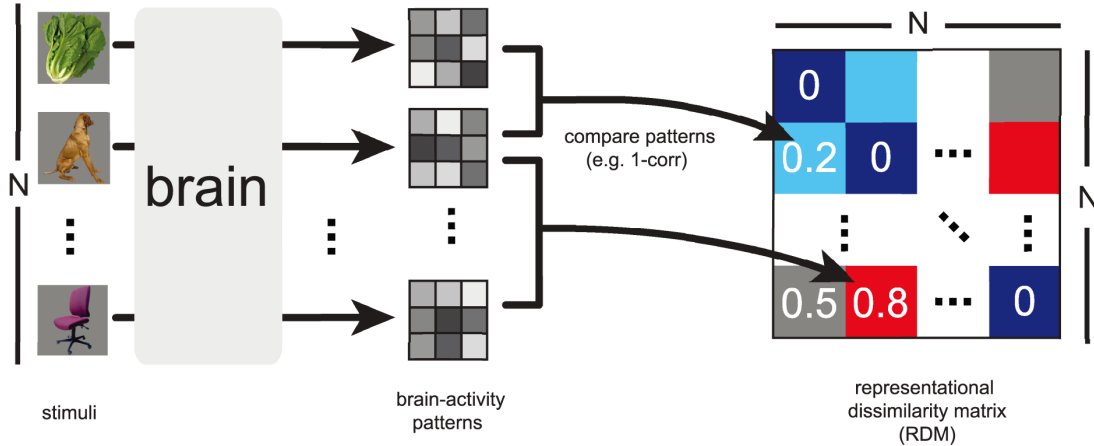 N
brain
stimuli
brain-activity
patterns
compare patterns
(e.g. 1-corr)
N
0
0.2 0 ...
0.5 0.8 ... 0
N
representational
dissimilarity matrix
(RDM)